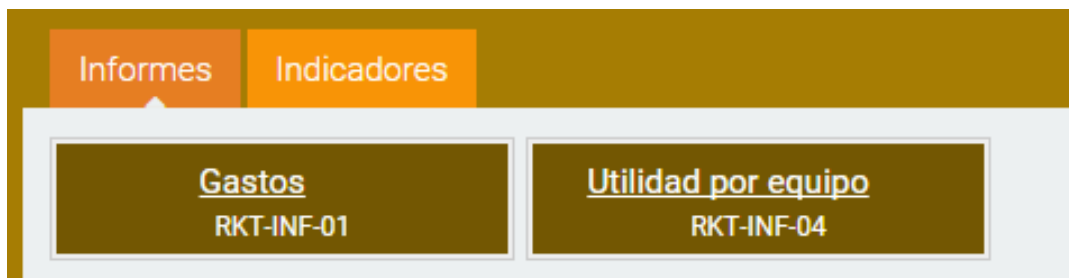 Informes
Indicadores
Gastos
RKT-INF-01
Utilidad por equipo
RKT-INF-04